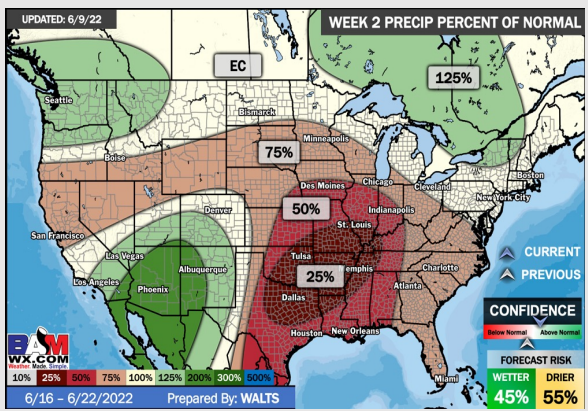 UPDATED: 6/9/22
WEEK 2 PRECIP PERCENT OF NORMAL
EC
125%
Seattle
Bismarck
Minneapolis
75%
Boise
Boston
Des Moines
Chicago
Cleveland
New York City
50%
Denver
Indianapolis
San Francisco
St. Louis
Las Vegas
Tulsa
CURRENT
Albuquerque
25%
emphis
Charlotte
PREVIOUS
Los Angeles
Phoenix
Dallas
Atlanta
CONFIDENCE
Houston
New Orleans
Below Normal
Above Normal
BAM
WX.COM
Weather. Made. Simple.
FORECAST RISK
10% 25% 50% 75% 100% 125% 200% 300% 500%
Miami
WETTER
DRIER
45%
55%
6/16 – 6/22/2022
Prepared By: WALTS